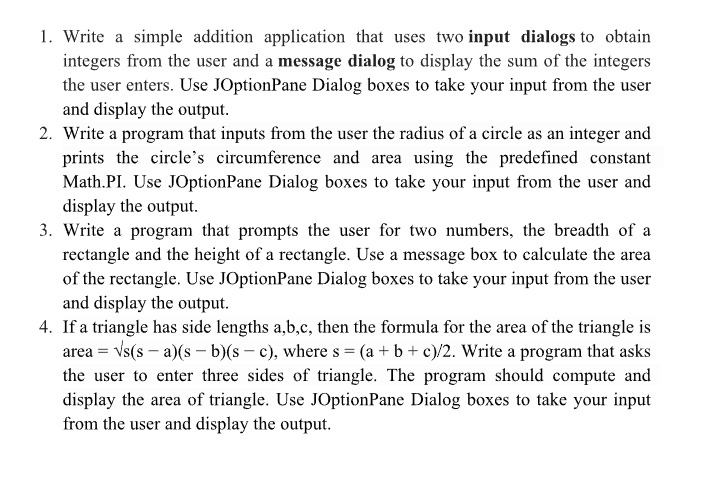 1. Write a simple addition application that uses two input dialogs to obtain
integers from the user and a message dialog to display the sum of the integers
the user enters. Use JOptionPane Dialog boxes to take your input from the user
and display the output.
2. Write a program that inputs from the user the radius of a circle as an integer and
prints the circle's circumference and area using the predefined constant
Math.PI. Use JOptionPane Dialog boxes to take your input from the user and
display the output.
3. Write a program that prompts the user for two numbers, the breadth of a
rectangle and the height of a rectangle. Use a message box to calculate the area
of the rectangle. Use JOptionPane Dialog boxes to take your input from the user
and display the output.
4. If a triangle has side lengths a,b,c, then the formula for the area of the triangle is
area = √s(s – a)(s – b)(s – c), where s = (a + b + c)/2. Write a program that asks
the user to enter three sides of triangle. The program should compute and
display the area of triangle. Use JOptionPane Dialog boxes to take your input
from the user and display the output.